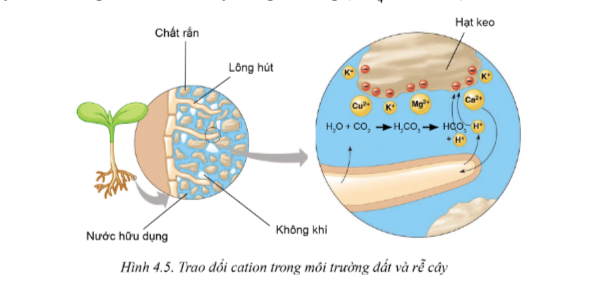 Chất rắn
Lông hút
Nước hữu dụng
Không khí
Hạt keo
K⁺
K⁺
Cu²⁺
K⁺
Mg²⁺
Ca²⁺
H₂O + CO₂ → H₂CO₃ → HCO₃⁻ H⁺
+ H⁺
Hình 4.5. Trao đổi cation trong môi trường đất và rễ cây